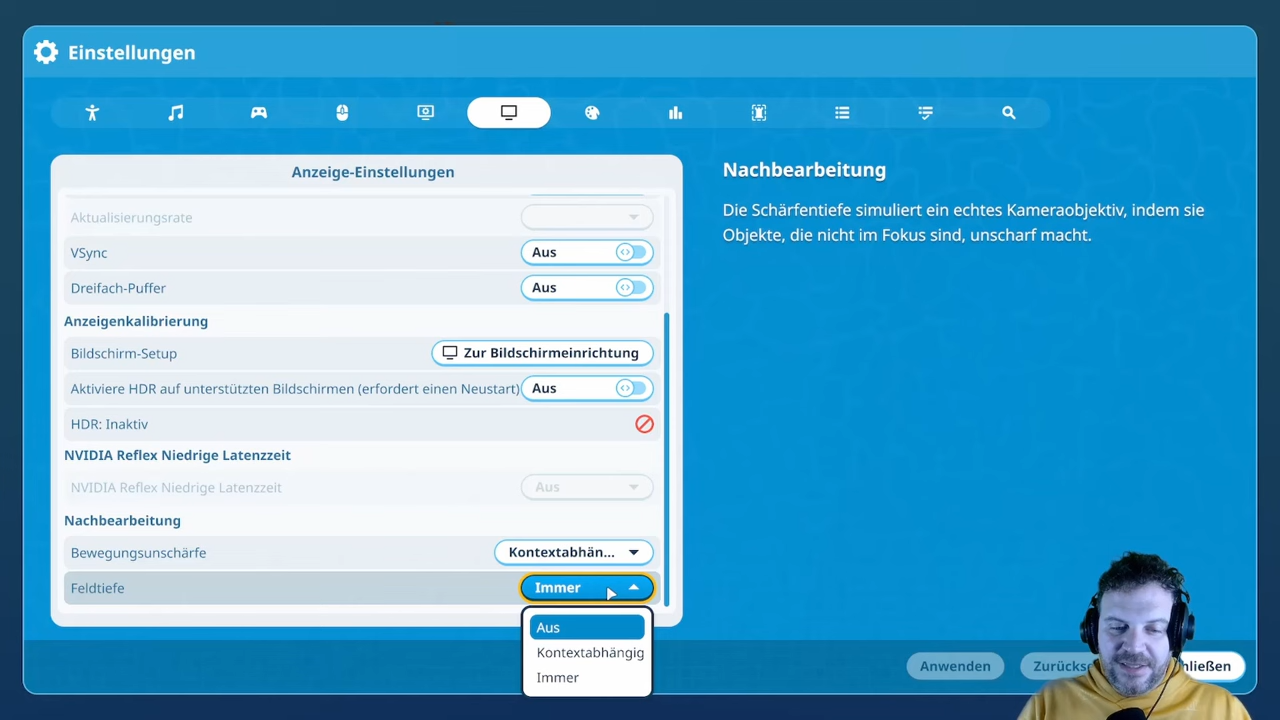 Einstellungen
Anzeige-Einstellungen
Aktualisierungsrate
VSync Aus
Dreifach-Puffer Aus
Anzeigenkalibrierung
Bildschirm-Setup Zur Bildschirmeinrichtung
Aktiviere HDR auf unterstützten Bildschirmen (erfordert einen Neustart) Aus
HDR: Inaktiv
NVIDIA Reflex Niedrige Latenzzeit
NVIDIA Reflex Niedrige Latenzzeit Aus
Nachbearbeitung
Bewegungsunschärfe Kontextabhän...
Feldtiefe Immer
Aus
Kontextabhängig
Immer
Nachbearbeitung
Die Schärfentiefe simuliert ein echtes Kameraobjektiv, indem sie
Objekte, die nicht im Fokus sind, unscharf macht.
Anwenden